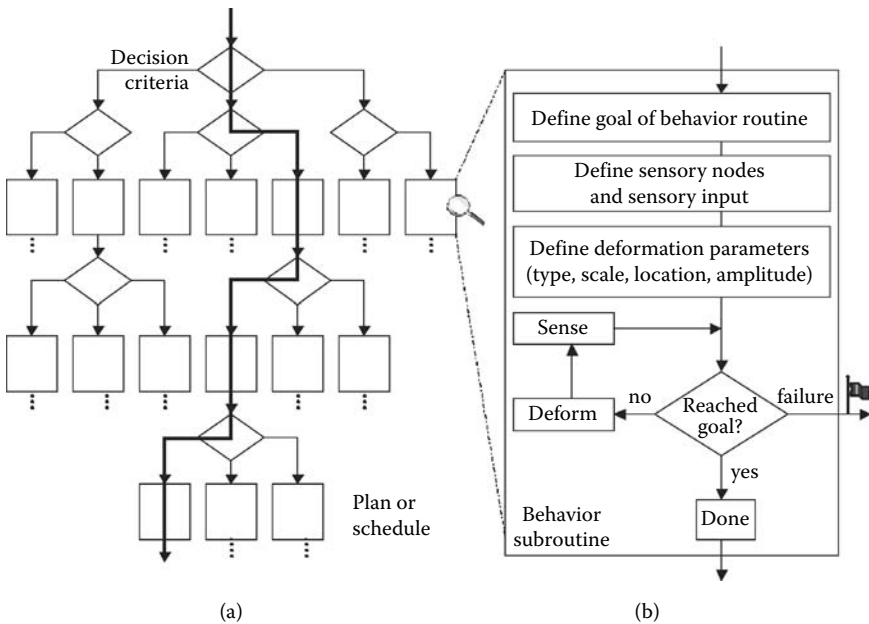 Decision
criteria
Plan or
schedule
(a)
Define goal of behavior routine
Define sensory nodes
and sensory input
Define deformation parameters
(type, scale, location, amplitude)
Sense
Deform
no
Reached
goal?
failure
yes
Done
Behavior
subroutine
(b)